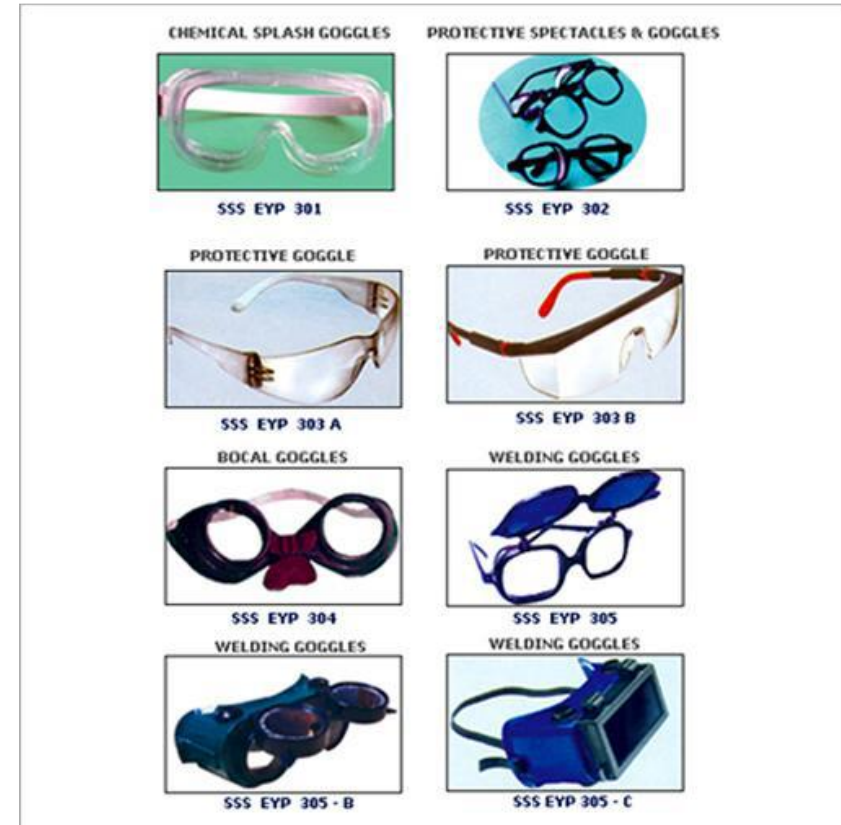 CHEMICAL SPLASH GOGGLES
PROTECTIVE SPECTACLES & GOGGLES
SSS EYP 301
SSS EYP 302
PROTECTIVE GOGGLE
PROTECTIVE GOGGLE
SSS EYP 303 A
SSS EYP 303 B
BOCAL GOGGLES
WELDING GOGGLES
SSS EYP 304
SSS EYP 305
WELDING GOGGLES
WELDING GOGGLES
SSS EYP 305 - B
SSS EYP 305 - C